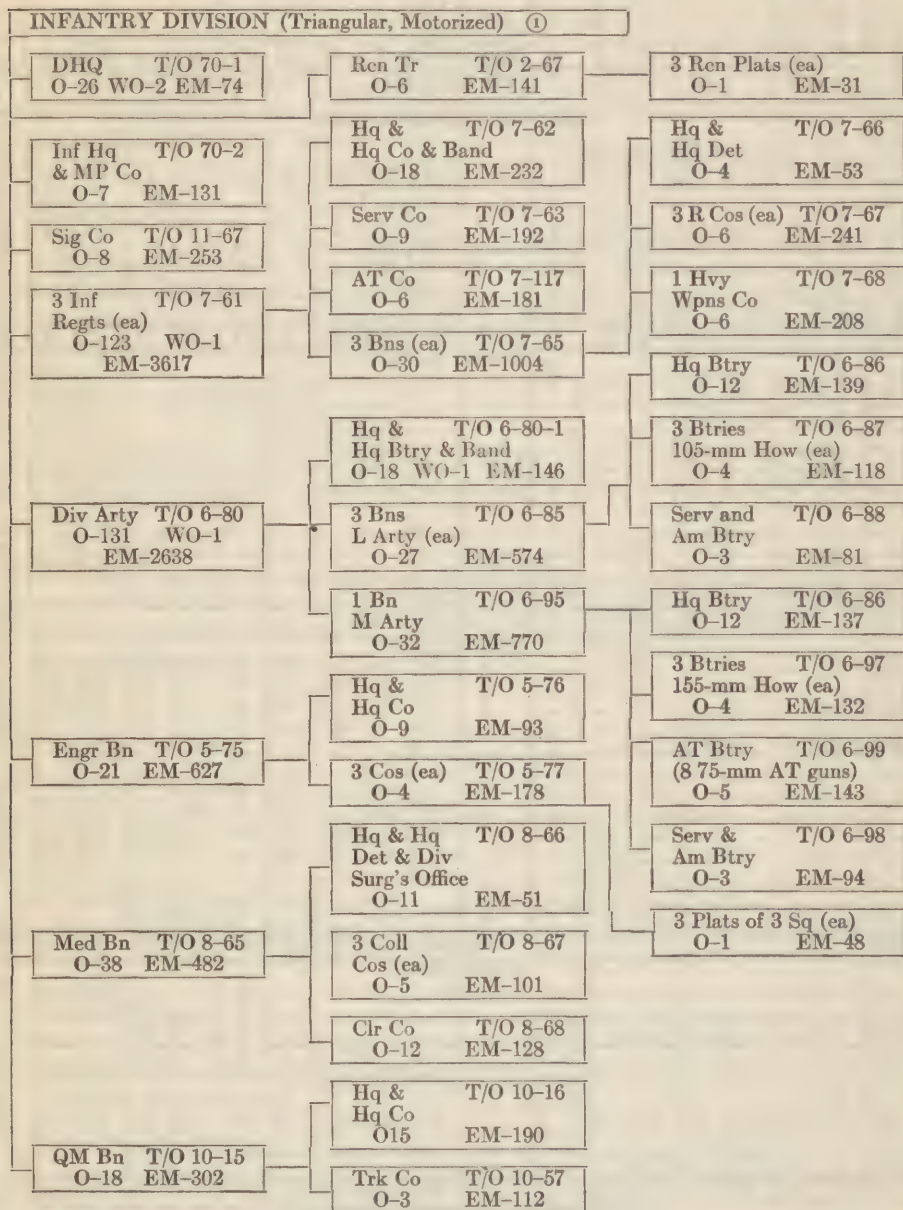 INFANTRY DIVISION (Triangular, Motorized) ①
DHQ T/O 70-1
O-26 WO-2 EM-74
Inf Hq T/O 70-2
& MP Co
O-7 EM-131
Sig Co T/O 11-67
O-8 EM-253
3 Inf T/O 7-61
Regts (ea)
O-123 WO-1
EM-3617
Div Arty T/O 6-80
O-131 WO-1
EM-2638
Engr Bn T/O 5-75
O-21 EM-627
Med Bn T/O 8-65
O-38 EM-482
QM Bn T/O 10-15
O-18 EM-302
Rcn Tr T/O 2-67
O-6 EM-141
Hq & T/O 7-62
Hq Co & Band
O-18 EM-232
Serv Co T/O 7-63
O-9 EM-192
AT Co T/O 7-117
O-6 EM-181
3 Bns (ea) T/O 7-65
O-30 EM-1004
Hq & T/O 6-80-1
Hq Btry & Band
O-18 WO-1 EM-146
3 Bns T/O 6-85
L Arty (ea)
O-27 EM-574
1 Bn T/O 6-95
M Arty
O-32 EM-770
Hq & T/O 5-76
Hq Co
O-9 EM-93
3 Cos (ea) T/O 5-77
O-4 EM-178
Hq & Hq T/O 8-66
Det & Div
Surg's Office
O-11 EM-51
3 Coll T/O 8-67
Cos (ea)
O-5 EM-101
Clr Co T/O 8-68
O-12 EM-128
Hq & T/O 10-16
Hq Co
O15 EM-190
Trk Co T/O 10-57
O-3 EM-112
3 Rcn Plats (ea)
O-1 EM-31
Hq & T/O 7-66
Hq Det
O-4 EM-53
3 R Cos (ea) T/O 7-67
O-6 EM-241
1 Hvy T/O 7-68
Wpns Co
O-6 EM-208
Hq Btry T/O 6-86
O-12 EM-139
3 Btries T/O 6-87
105-mm How (ea)
O-4 EM-118
Serv and T/O 6-88
Am Btry
O-3 EM-81
Hq Btry T/O 6-86
O-12 EM-137
3 Btries T/O 6-97
155-mm How (ea)
O-4 EM-132
AT Btry T/O 6-99
(8 75-mm AT guns)
O-5 EM-143
Serv & T/O 6-98
Am Btry
O-3 EM-94
3 Plats of 3 Sq (ea)
O-1 EM-48